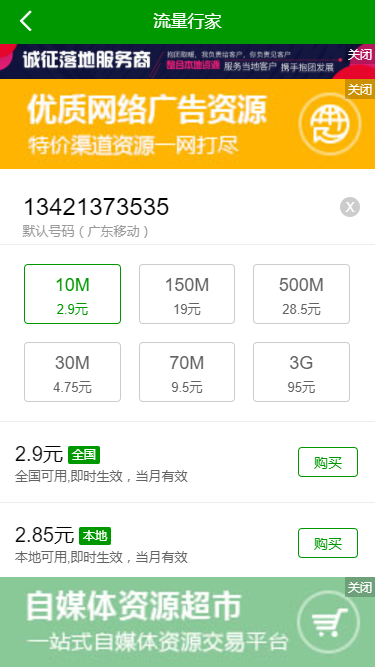 流量行家
诚征落地服务商
抱团取暖，我负责给客户，你负责见客户
整合本地资源 服务当地客户 携手抱团发展
关闭
关闭
优质网络广告资源
特价渠道资源一网打尽
13421373535
X
默认号码（广东移动）
10M 150M 500M
2.9元 19元 28.5元
30M 70M 3G
4.75元 9.5元 95元
2.9元 全国
购买
全国可用,即时生效，当月有效
2.85元 本地
购买
本地可用,即时生效，当月有效
关闭
自媒体资源超市
一站式自媒体资源交易平台